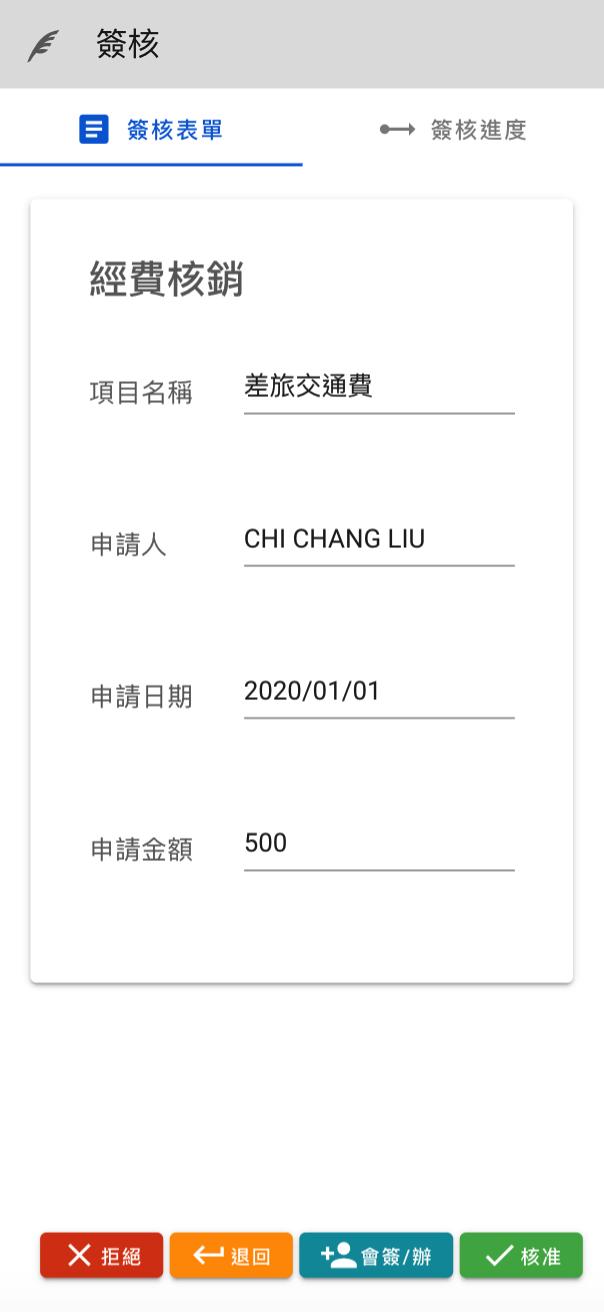 簽核
簽核表單
簽核進度
經費核銷
項目名稱 差旅交通費
申請人 CHI CHANG LIU
申請日期 2020/01/01
申請金額 500
拒絕 退回 會簽/辦 核准